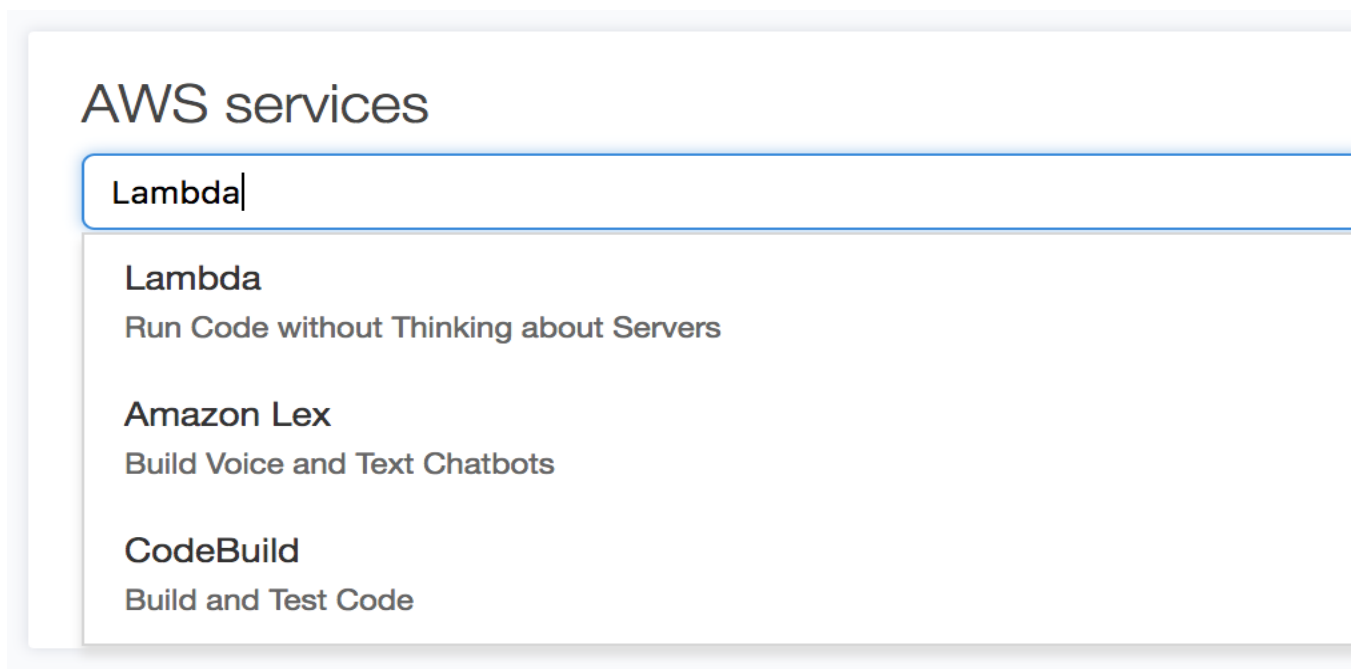 AWS services
Lambda
Lambda
Run Code without Thinking about Servers
Amazon Lex
Build Voice and Text Chatbots
CodeBuild
Build and Test Code